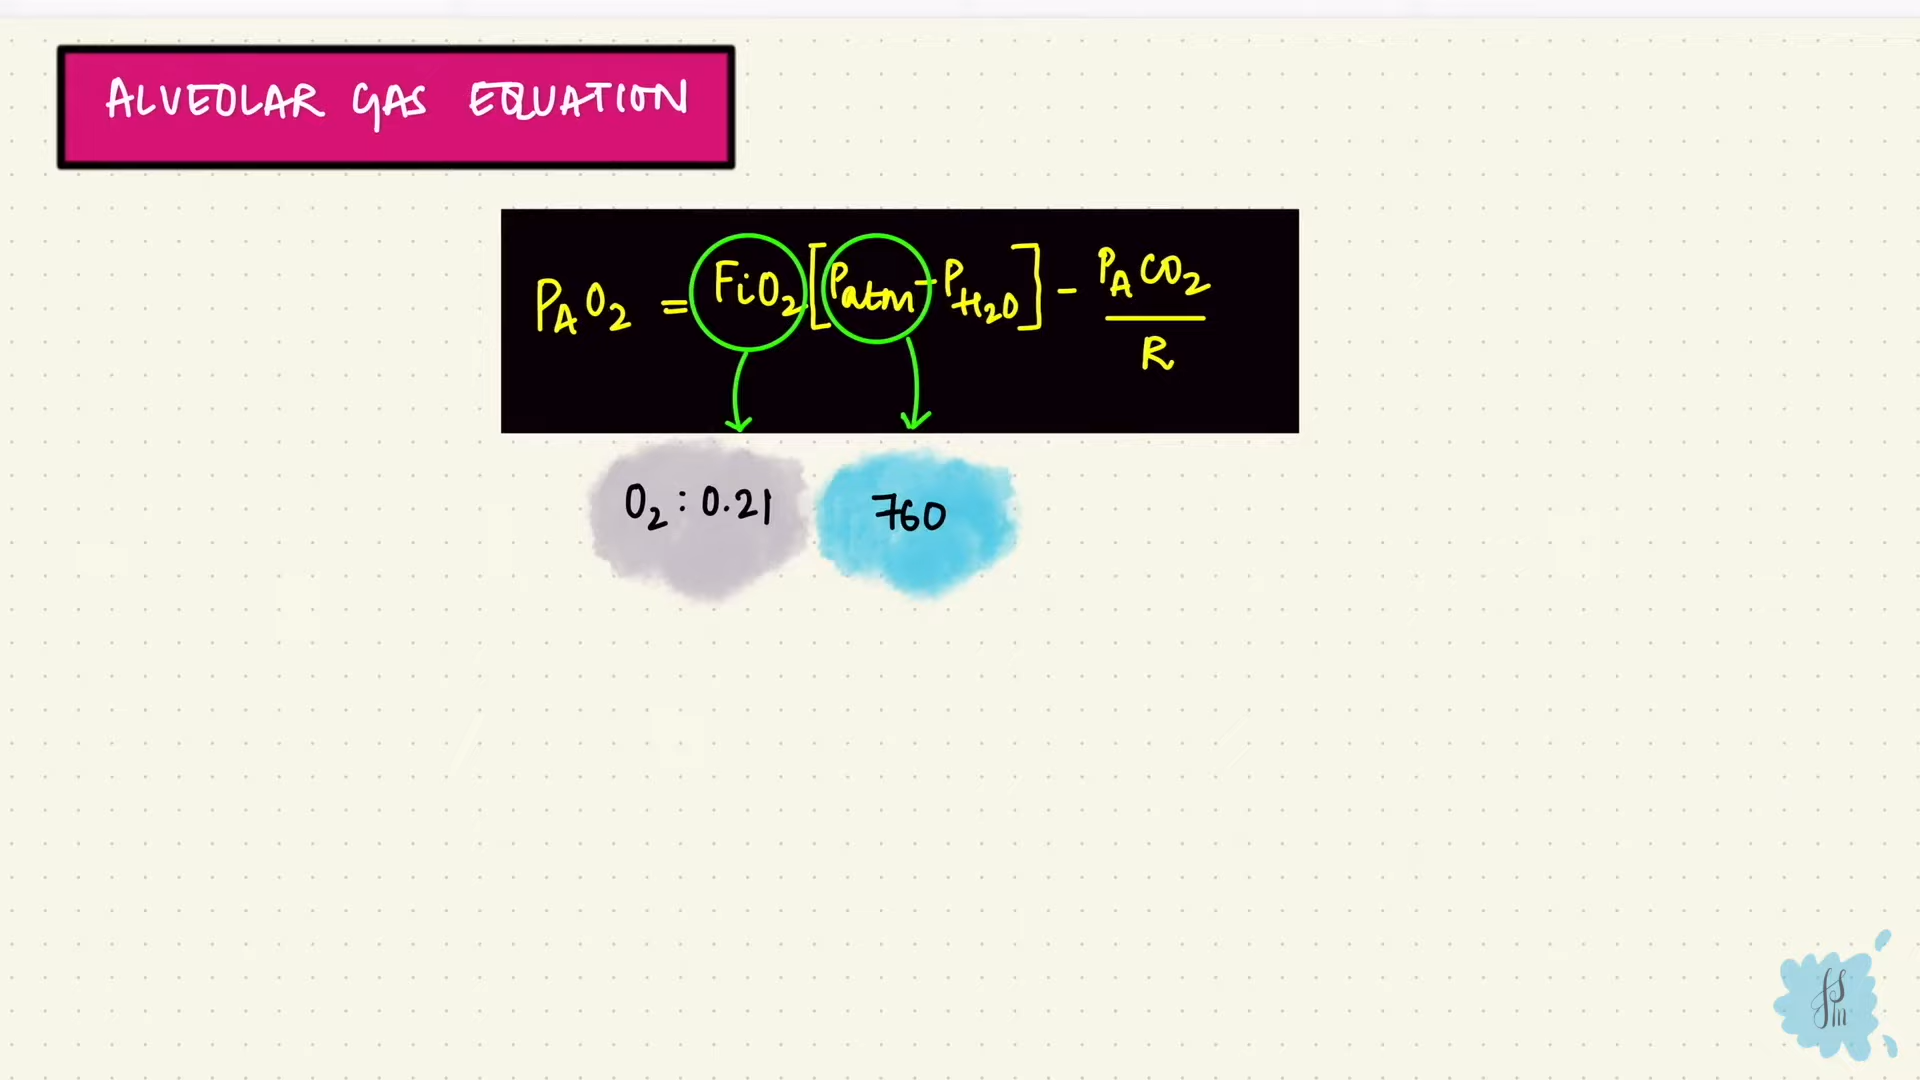 ALVEOLAR GAS EQUATION
PAO2 = FiO2 [Patm - PH2O] - PACO2 / R
O2 : 0.21
760